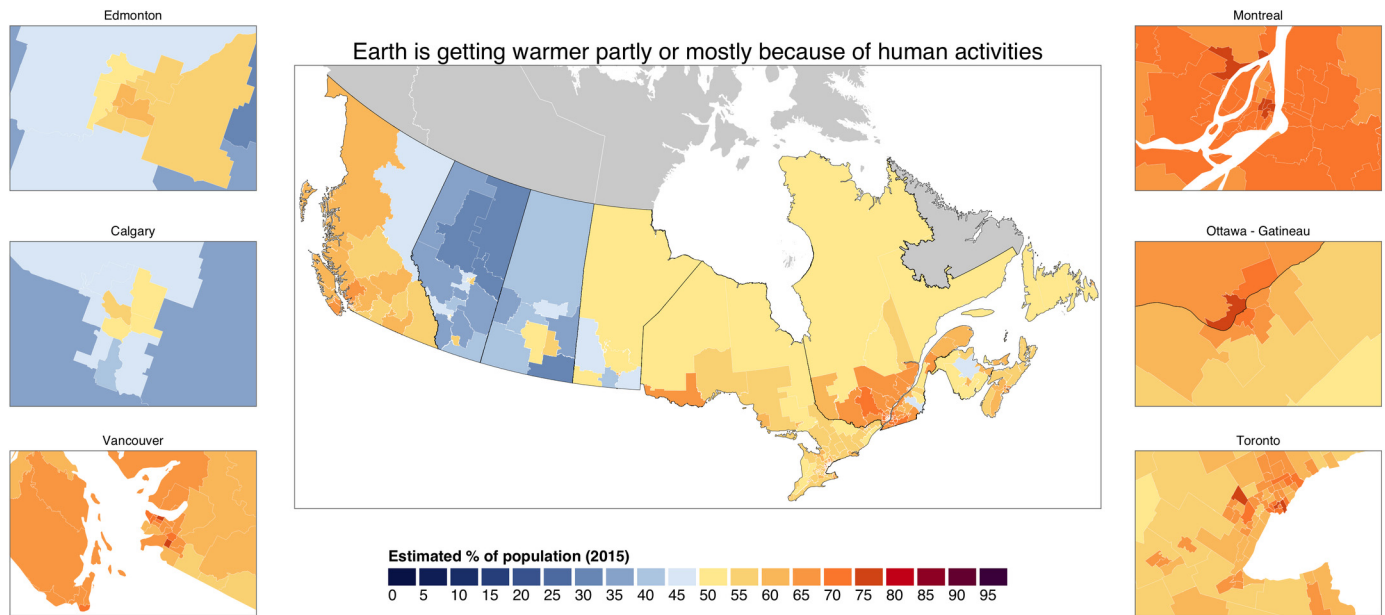 Earth is getting warmer partly or mostly because of human activities
Edmonton
Calgary
Vancouver
Montreal
Ottawa - Gatineau
Toronto
Estimated % of population (2015)
0 5 10 15 20 25 30 35 40 45 50 55 60 65 70 75 80 85 90 95